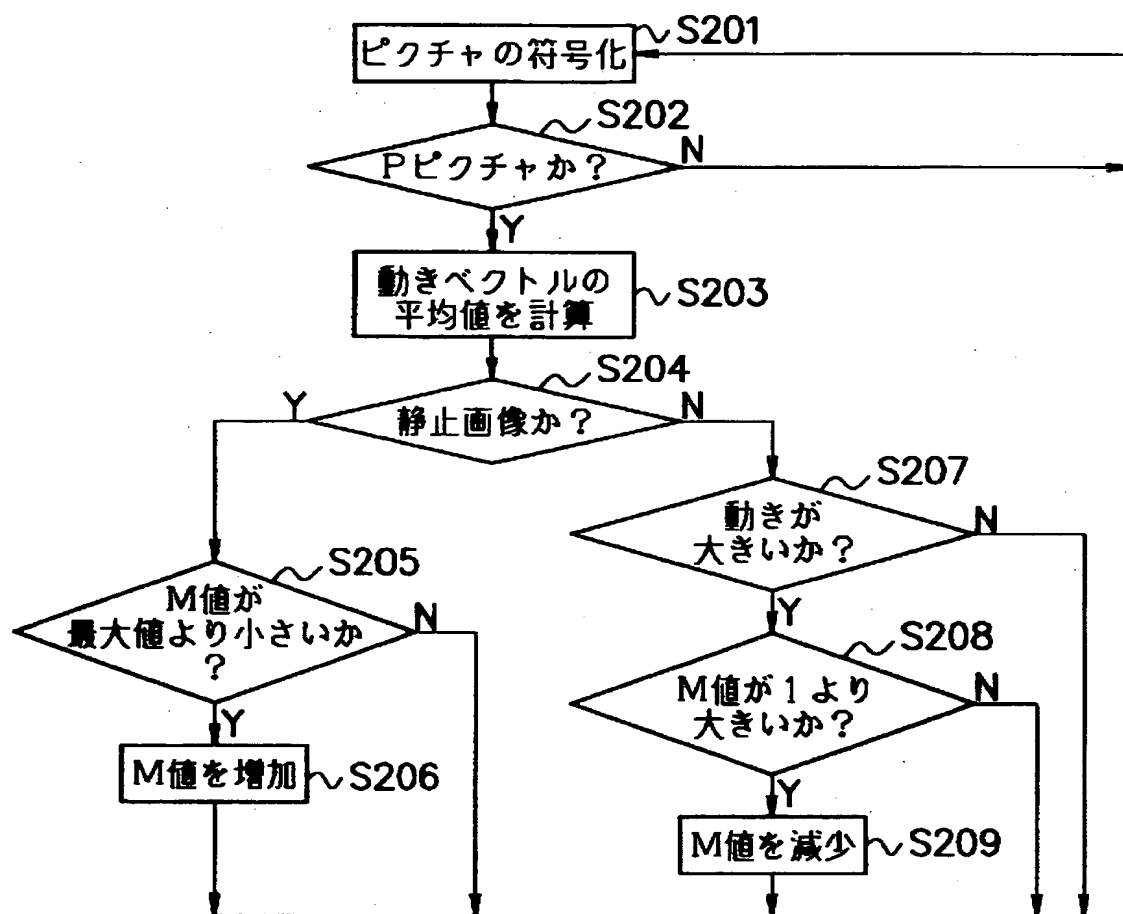 S201
ピクチャの符号化
S202
Pピクチャか?
N
Y
動きベクトルの
平均値を計算
S203
S204
Y
静止画像か?
N
S207
動きが
大きいか?
N
Y
S205
M値が
最大値より小さいか
?
N
Y
S208
M値が1より
大きいか?
N
Y
M値を増加
S206
M値を減少
S209